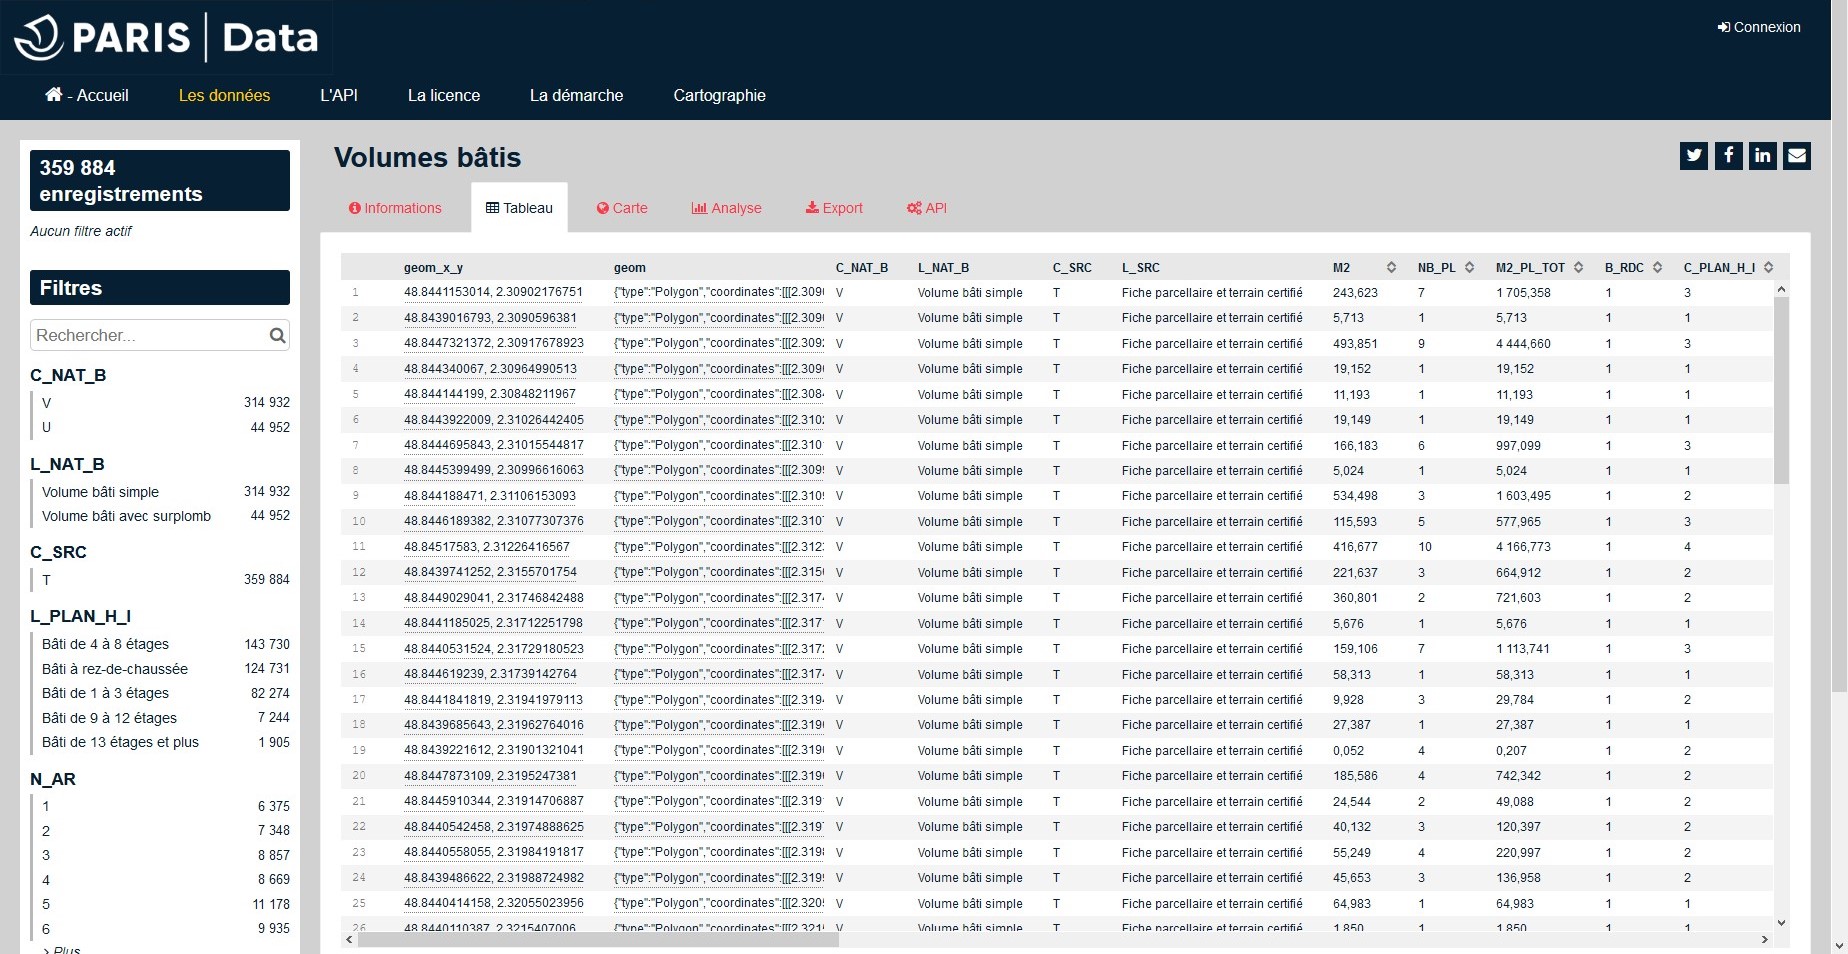 PARIS | Data
Connexion
- Accueil Les données L'API La licence La démarche Cartographie
359 884
enregistrements
Aucun filtre actif
Filtres
Rechercher...
C_NAT_B
V 314 932
U 44 952
L_NAT_B
Volume bâti simple 314 932
Volume bâti avec surplomb 44 952
C_SRC
T 359 884
L_PLAN_H_I
Bâti de 4 à 8 étages 143 730
Bâti à rez-de-chaussée 124 731
Bâti de 1 à 3 étages 82 274
Bâti de 9 à 12 étages 7 244
Bâti de 13 étages et plus 1 905
N_AR
1 6 375
2 7 348
3 8 857
4 8 669
5 11 178
6 9 935
> Plus
Volumes bâtis
Informations Tableau Carte Analyse Export API
geom_x_y geom C_NAT_B L_NAT_B C_SRC L_SRC M2 NB_PL M2_PL_TOT B_RDC C_PLAN_H_I
1 48.8441153014, 2.30902176751 {"type":"Polygon","coordinates":[[[2.3090 V Volume bâti simple T Fiche parcellaire et terrain certifié 243,623 7 1 705,358 1 3
2 48.8439016793, 2.3090596381 {"type":"Polygon","coordinates":[[[2.3090 V Volume bâti simple T Fiche parcellaire et terrain certifié 5,713 1 5,713 1 1
3 48.8447321372, 2.30917678923 {"type":"Polygon","coordinates":[[[2.3092 V Volume bâti simple T Fiche parcellaire et terrain certifié 493,851 9 4 444,660 1 3
4 48.844340067, 2.30964990513 {"type":"Polygon","coordinates":[[[2.3090 V Volume bâti simple T Fiche parcellaire et terrain certifié 19,152 1 19,152 1 1
5 48.844144199, 2.30848211967 {"type":"Polygon","coordinates":[[[2.3084 V Volume bâti simple T Fiche parcellaire et terrain certifié 11,193 1 11,193 1 1
6 48.8443922009, 2.31026442405 {"type":"Polygon","coordinates":[[[2.3102 V Volume bâti simple T Fiche parcellaire et terrain certifié 19,149 1 19,149 1 1
7 48.8444695843, 2.31015544817 {"type":"Polygon","coordinates":[[[2.3101 V Volume bâti simple T Fiche parcellaire et terrain certifié 166,183 6 997,099 1 3
8 48.8445399499, 2.30996616063 {"type":"Polygon","coordinates":[[[2.3099 V Volume bâti simple T Fiche parcellaire et terrain certifié 5,024 1 5,024 1 1
9 48.844188471, 2.31106153093 {"type":"Polygon","coordinates":[[[2.3109 V Volume bâti simple T Fiche parcellaire et terrain certifié 534,498 3 1 603,495 1 2
10 48.8446189382, 2.31077307376 {"type":"Polygon","coordinates":[[[2.3107 V Volume bâti simple T Fiche parcellaire et terrain certifié 115,593 5 577,965 1 3
11 48.84517583, 2.31226416567 {"type":"Polygon","coordinates":[[[2.3123 V Volume bâti simple T Fiche parcellaire et terrain certifié 416,677 10 4 166,773 1 4
12 48.8439741252, 2.3155701754 {"type":"Polygon","coordinates":[[[2.3150 V Volume bâti simple T Fiche parcellaire et terrain certifié 221,637 3 664,912 1 2
13 48.8449029041, 2.31746842488 {"type":"Polygon","coordinates":[[[2.3174 V Volume bâti simple T Fiche parcellaire et terrain certifié 360,801 2 721,603 1 2
14 48.8441185025, 2.31712251798 {"type":"Polygon","coordinates":[[[2.3171 V Volume bâti simple T Fiche parcellaire et terrain certifié 5,676 1 5,676 1 1
15 48.8440531524, 2.31729180523 {"type":"Polygon","coordinates":[[[2.3172 V Volume bâti simple T Fiche parcellaire et terrain certifié 159,106 7 1 113,741 1 3
16 48.844619239, 2.31739142764 {"type":"Polygon","coordinates":[[[2.3174 V Volume bâti simple T Fiche parcellaire et terrain certifié 58,313 1 58,313 1 1
17 48.8441841819, 2.31941979113 {"type":"Polygon","coordinates":[[[2.3194 V Volume bâti simple T Fiche parcellaire et terrain certifié 9,928 3 29,784 1 2
18 48.8439685643, 2.31962764016 {"type":"Polygon","coordinates":[[[2.3196 V Volume bâti simple T Fiche parcellaire et terrain certifié 27,387 1 27,387 1 1
19 48.8439221612, 2.31901321041 {"type":"Polygon","coordinates":[[[2.3190 V Volume bâti simple T Fiche parcellaire et terrain certifié 0,052 4 0,207 1 2
20 48.8447873109, 2.3195247381 {"type":"Polygon","coordinates":[[[2.3196 V Volume bâti simple T Fiche parcellaire et terrain certifié 185,586 4 742,342 1 2
21 48.8445910344, 2.31914706887 {"type":"Polygon","coordinates":[[[2.3191 V Volume bâti simple T Fiche parcellaire et terrain certifié 24,544 2 49,088 1 2
22 48.8440542458, 2.31974888625 {"type":"Polygon","coordinates":[[[2.3197 V Volume bâti simple T Fiche parcellaire et terrain certifié 40,132 3 120,397 1 2
23 48.8440558055, 2.31984191817 {"type":"Polygon","coordinates":[[[2.3198 V Volume bâti simple T Fiche parcellaire et terrain certifié 55,249 4 220,997 1 2
24 48.8439486622, 2.31988724982 {"type":"Polygon","coordinates":[[[2.3199 V Volume bâti simple T Fiche parcellaire et terrain certifié 45,653 3 136,958 1 2
25 48.8440414158, 2.32055023956 {"type":"Polygon","coordinates":[[[2.3205 V Volume bâti simple T Fiche parcellaire et terrain certifié 64,983 1 64,983 1 1
26 48.8440110387, 2.3215407006 {"type":"Polygon","coordinates":[[[2.3215 V Volume bâti simple T Fiche parcellaire et terrain certifié 1,850 1 1,850 1 1